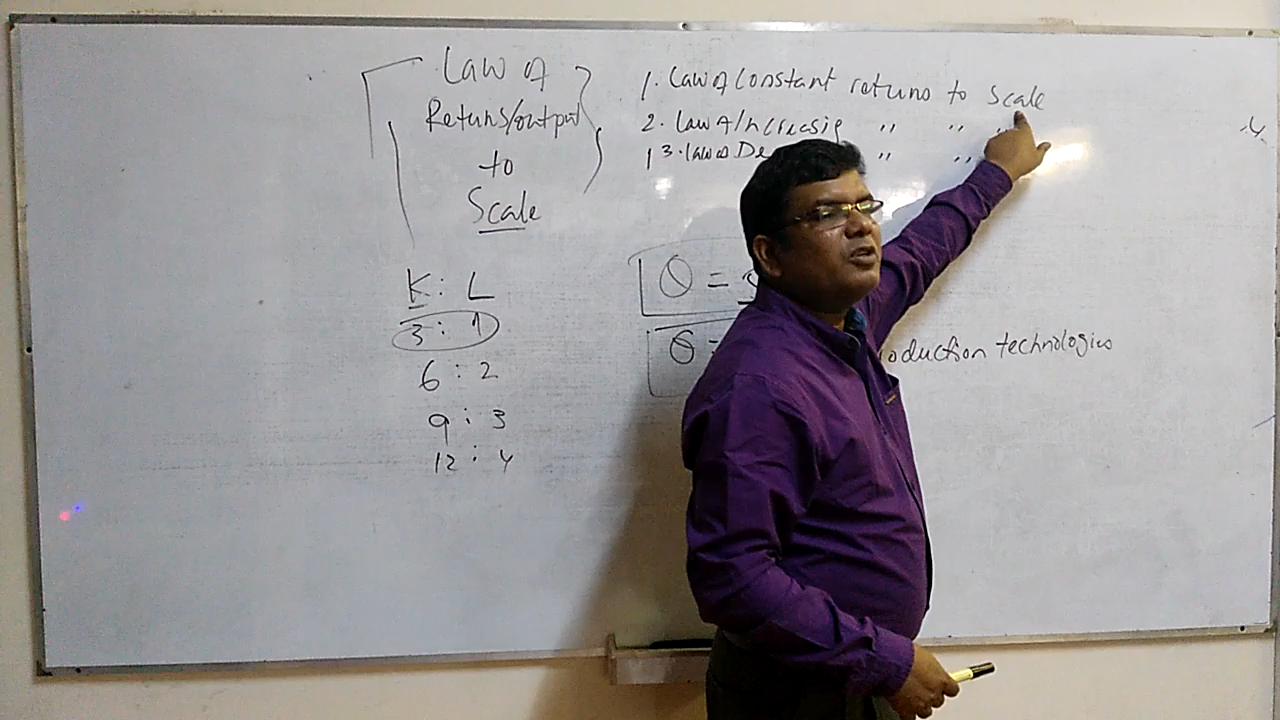 Law of
Returns/output
to
Scale
K : L
3 : 1
6 : 2
9 : 3
12 : 4
1. Law of Constant returns to Scale
2. Law of Increasig " " "
3. Law of De " "
θ =
θ =
oduction technologies